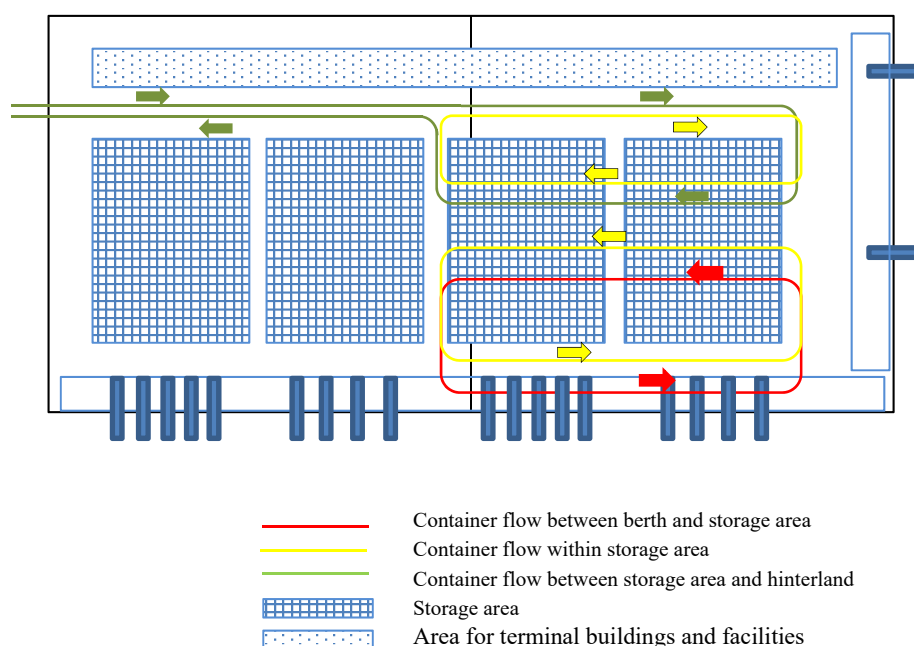 Container flow between berth and storage area
Container flow within storage area
Container flow between storage area and hinterland
Storage area
Area for terminal buildings and facilities